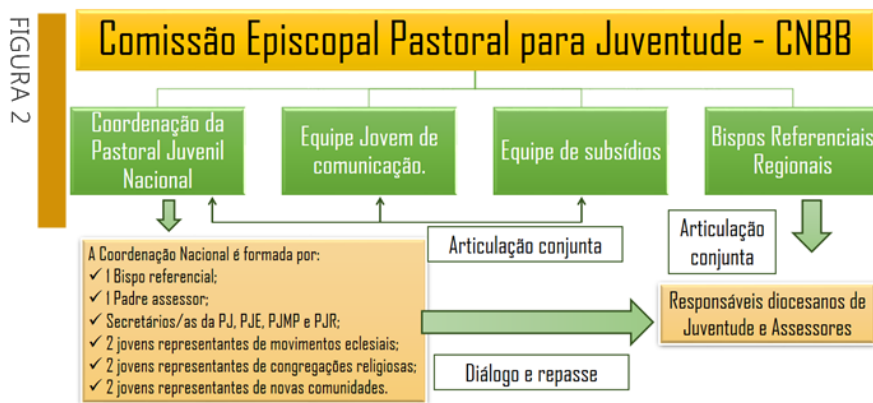 FIGURA 2
Comissão Episcopal Pastoral para Juventude - CNBB
Coordenação da
Pastoral Juvenil
Nacional
Equipe Jovem de
comunicação.
Equipe de subsídios
Bispos Referenciais
Regionais
Articulação conjunta
Articulação
conjunta
A Coordenação Nacional é formada por:
✓ 1 Bispo referencial;
✓ 1 Padre assessor;
✓ Secretários/as da PJ, PJE, PJMP e PJR;
✓ 2 jovens representantes de movimentos eclesiais;
✓ 2 jovens representantes de congregações religiosas;
✓ 2 jovens representantes de novas comunidades.
Diálogo e repasse
Responsáveis diocesanos de
Juventude e Assessores